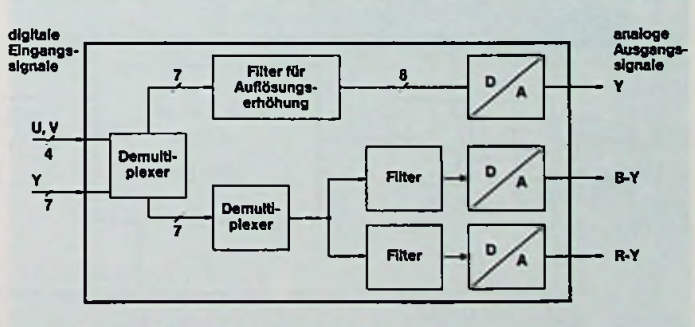 digitale
Eingangs-
signale
analoge
Ausgangs-
signale
7
Filter für
Auflösungs-
erhöhung
8
D
A
Y
U, V
4
Y
7
Demulti-
plexer
7
Demulti-
plexer
Filter
D
A
B-Y
Filter
D
A
R-Y